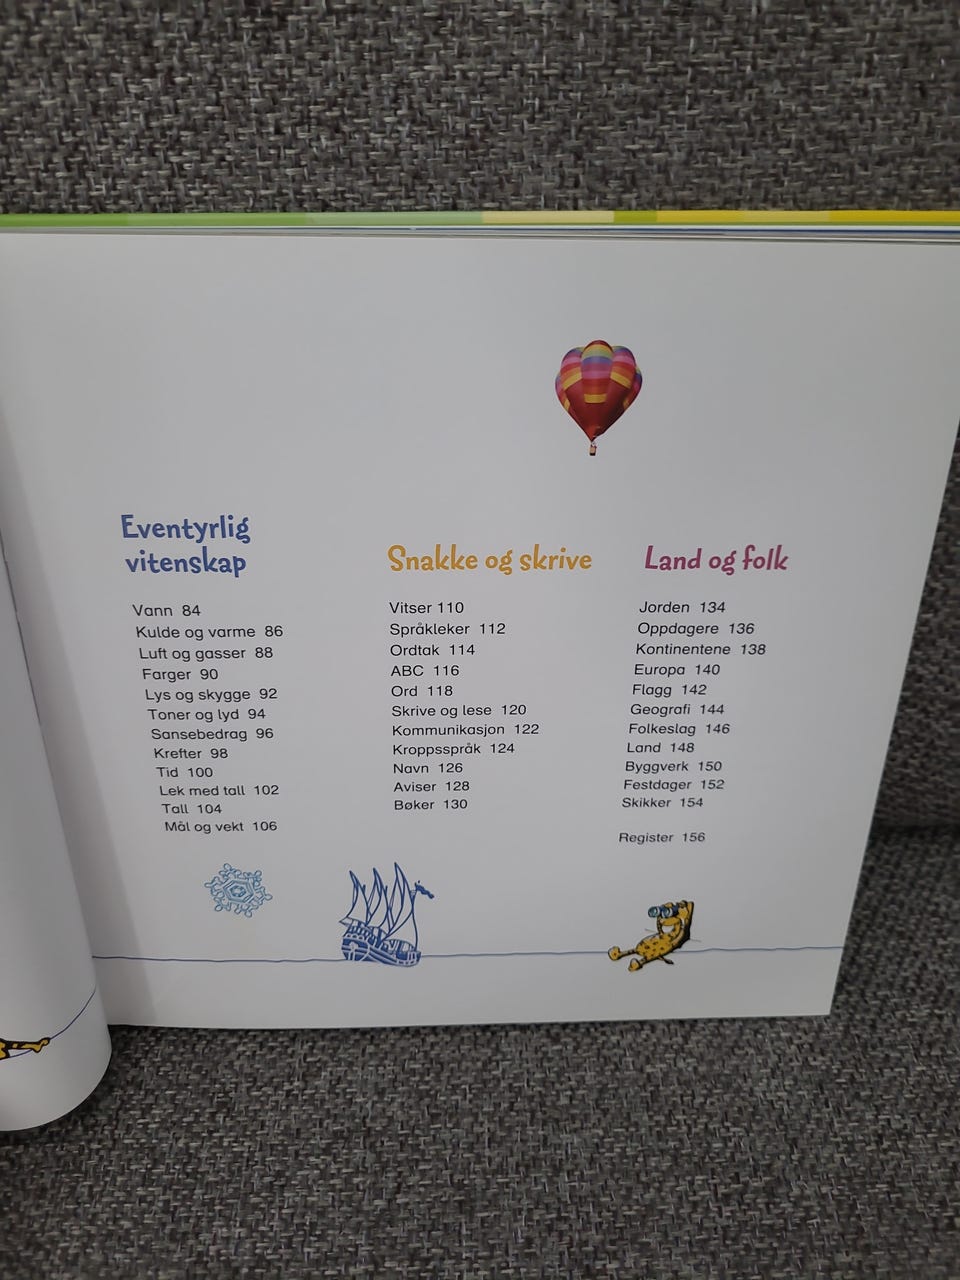 Eventyrlig
vitenskap
Vann 84
Kulde og varme 86
Luft og gasser 88
Farger 90
Lys og skygge 92
Toner og lyd 94
Sansebedrag 96
Krefter 98
Tid 100
Lek med tall 102
Tall 104
Mål og vekt 106
Snakke og skrive
Vitser 110
Språkleker 112
Ordtak 114
ABC 116
Ord 118
Skrive og lese 120
Kommunikasjon 122
Kroppsspråk 124
Navn 126
Aviser 128
Bøker 130
Land og folk
Jorden 134
Oppdagere 136
Kontinentene 138
Europa 140
Flagg 142
Geografi 144
Folkeslag 146
Land 148
Byggverk 150
Festdager 152
Skikker 154
Register 156